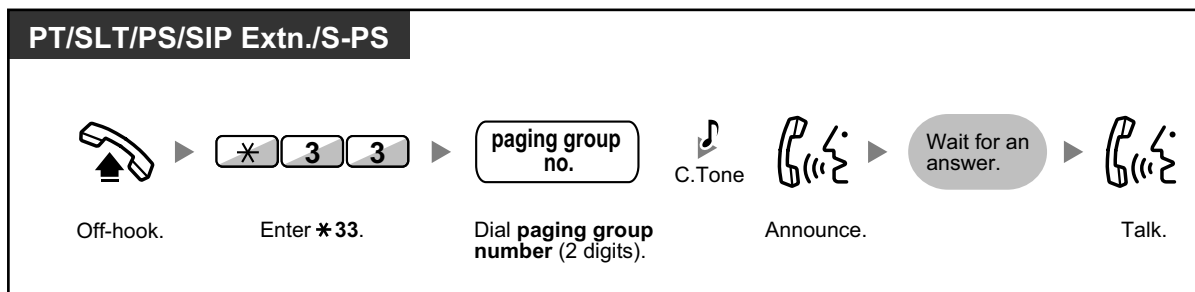 PT/SLT/PS/SIP Extn./S-PS
✳ 3 3
paging group
no.
C.Tone
Wait for an
answer.
Off-hook.
Enter ✳33.
Dial paging group
number (2 digits).
Announce.
Talk.